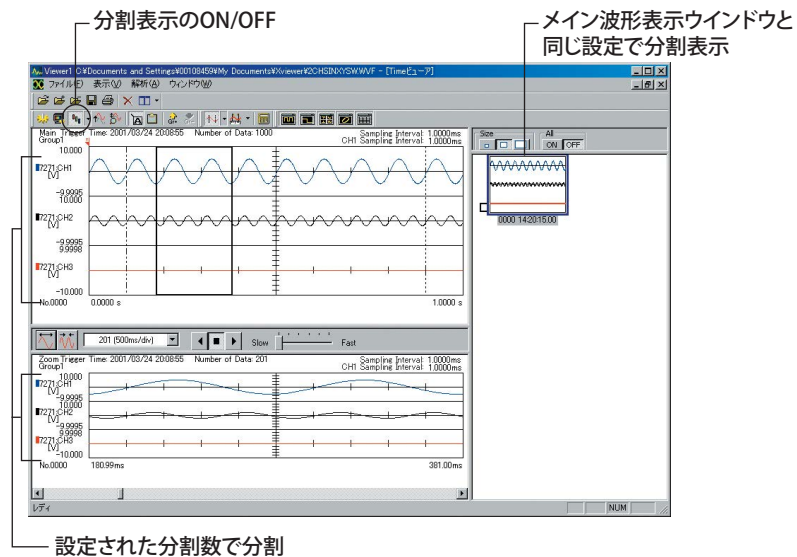 分割表示のON/OFF
メイン波形表示ウインドウと
同じ設定で分割表示
Viewer1 C:¥Documents and Settings¥00108459¥My Documents¥Xviewer¥2CHSINXYSW.WVF - [Timeビューア]
ファイル(F) 表示(V) 解析(A) ウィンドウ(W)
Main Trigger Time: 2001/03/24 20:08:55 Number of Data: 1000 Sampling Interval: 1.0000ms
Group1 CH1 Sampling Interval: 1.0000ms
10.000
7271:CH1
[V]
-9.9995
10.000
7271:CH2
[V]
-9.9995
9.9998
7271:CH3
[V]
-10.000
No.0000 0.0000 s 1.0000 s
Size All
ON OFF
0000 14:20:15.00
201 (500ms/div) Slow Fast
Zoom Trigger Time: 2001/03/24 20:08:55 Number of Data: 201 Sampling Interval: 1.0000ms
Group1 CH1 Sampling Interval: 1.0000ms
10.000
7271:CH1
[V]
-9.9995
10.000
7271:CH2
[V]
-9.9995
9.9998
7271:CH3
[V]
-10.000
No.0000 180.99ms 381.00ms
レディ NUM
設定された分割数で分割